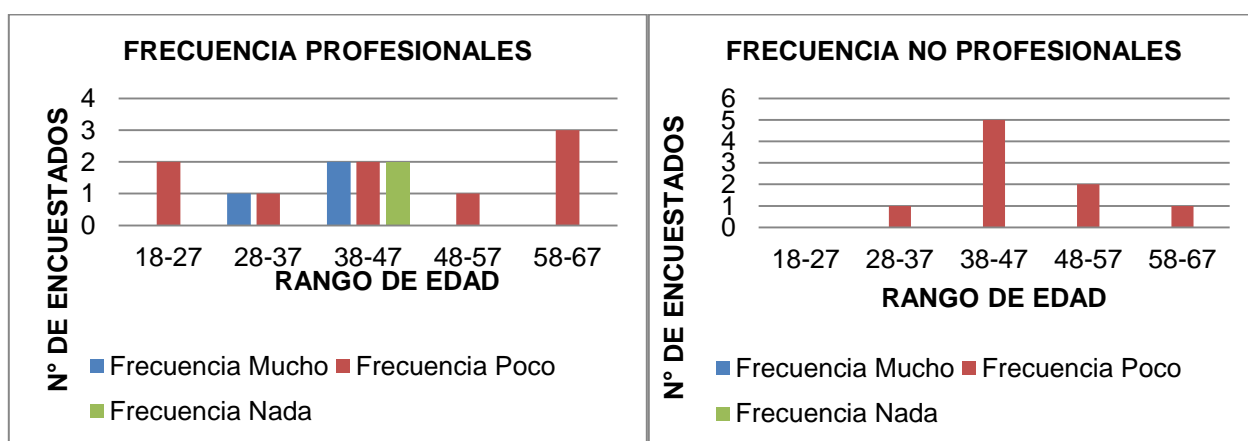 FRECUENCIA PROFESIONALES
N° DE ENCUESTADOS
4
3
2
1
0
18-27 28-37 38-47 48-57 58-67
RANGO DE EDAD
Frecuencia Mucho Frecuencia Poco
Frecuencia Nada
FRECUENCIA NO PROFESIONALES
N° DE ENCUESTADOS
6
5
4
3
2
1
0
18-27 28-37 38-47 48-57 58-67
RANGO DE EDAD
Frecuencia Mucho Frecuencia Poco
Frecuencia Nada